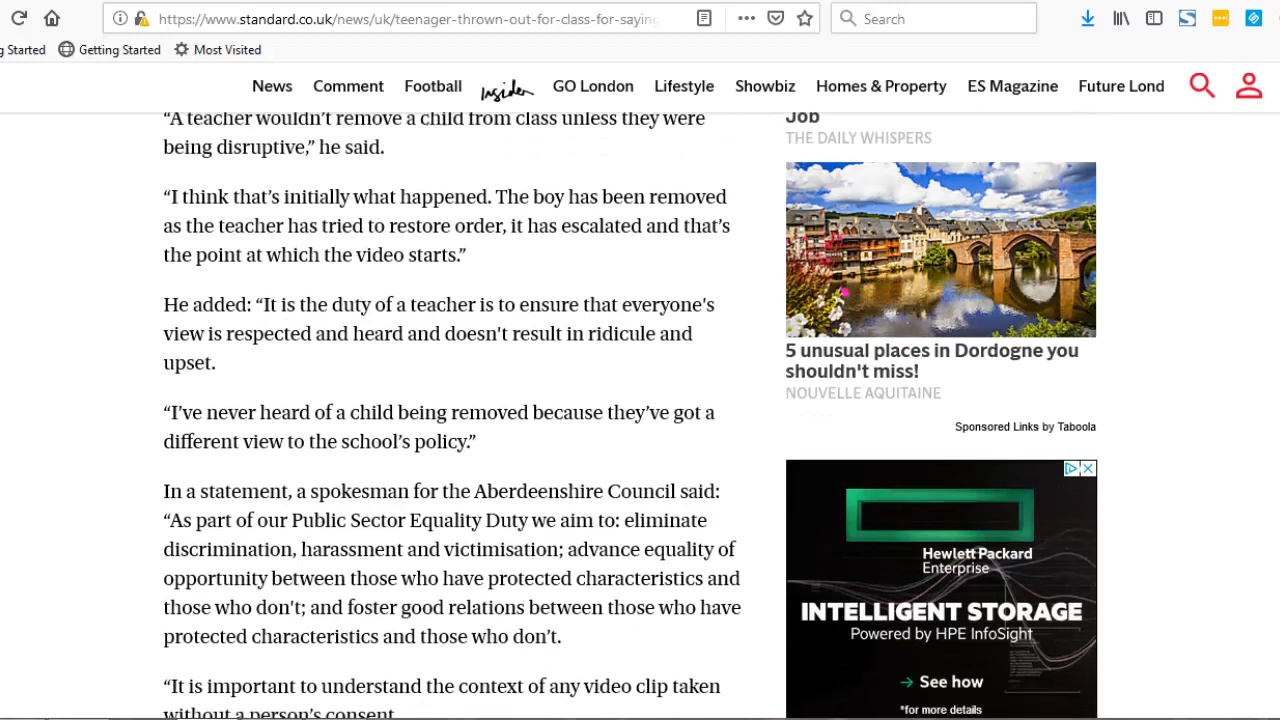 https://www.standard.co.uk/news/uk/teenager-thrown-out-for-class-for-saying
Search
g Started
Getting Started
Most Visited
News
Comment
Football
Insider
GO London
Lifestyle
Showbiz
Homes & Property
ES Magazine
Future Lond
“A teacher wouldn’t remove a child from class unless they were
being disruptive,” he said.
“I think that’s initially what happened. The boy has been removed
as the teacher has tried to restore order, it has escalated and that’s
the point at which the video starts.”
He added: “It is the duty of a teacher is to ensure that everyone's
view is respected and heard and doesn't result in ridicule and
upset.
“I’ve never heard of a child being removed because they’ve got a
different view to the school’s policy.”
In a statement, a spokesman for the Aberdeenshire Council said:
“As part of our Public Sector Equality Duty we aim to: eliminate
discrimination, harassment and victimisation; advance equality of
opportunity between those who have protected characteristics and
those who don't; and foster good relations between those who have
protected characteristics and those who don’t.
“It is important to understand the context of any video clip taken
without a person’s consent
Job
THE DAILY WHISPERS
5 unusual places in Dordogne you
shouldn't miss!
NOUVELLE AQUITAINE
Sponsored Links by Taboola
Hewlett Packard
Enterprise
INTELLIGENT STORAGE
Powered by HPE InfoSight
See how
*for more details